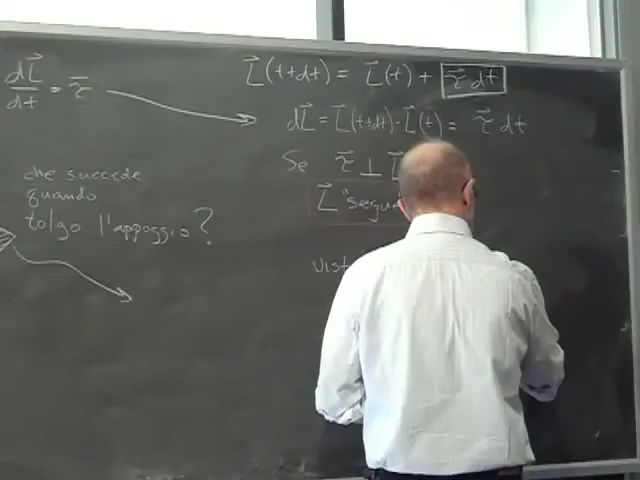 dL⃗/dt = τ⃗
L⃗(t+dt) = L⃗(t) + τ⃗ dt
dL⃗ = L⃗(t+dt) - L⃗(t) = τ⃗ dt
Se τ⃗ ⊥ L⃗
L⃗ "segue
che succede
quando
tolgo l'appoggio?